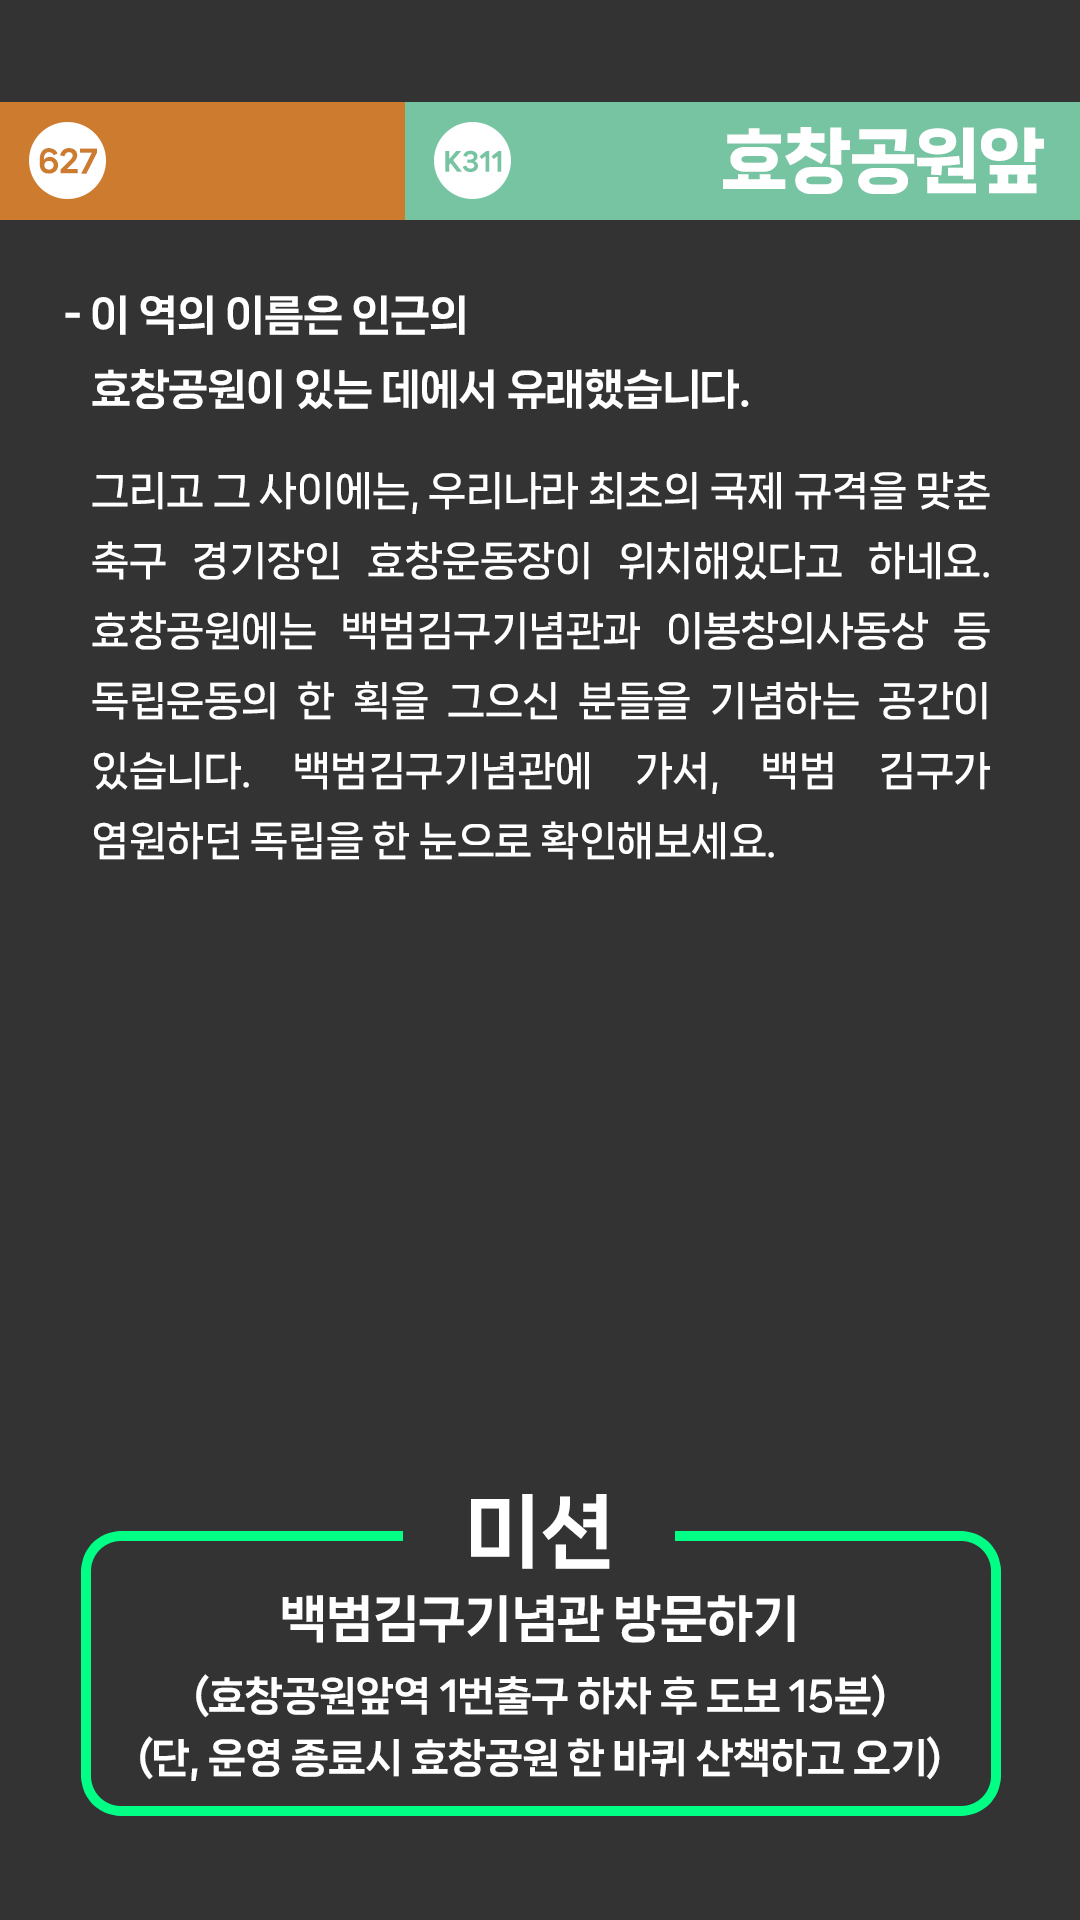 627
K311
효창공원앞
- 이 역의 이름은 인근의
효창공원이 있는 데에서 유래했습니다.
그리고 그 사이에는, 우리나라 최초의 국제 규격을 맞춘
축구 경기장인 효창운동장이 위치해있다고 하네요.
효창공원에는 백범김구기념관과 이봉창의사동상 등
독립운동의 한 획을 그으신 분들을 기념하는 공간이
있습니다. 백범김구기념관에 가서, 백범 김구가
염원하던 독립을 한 눈으로 확인해보세요.
미션
백범김구기념관 방문하기
(효창공원앞역 1번출구 하차 후 도보 15분)
(단, 운영 종료시 효창공원 한 바퀴 산책하고 오기)